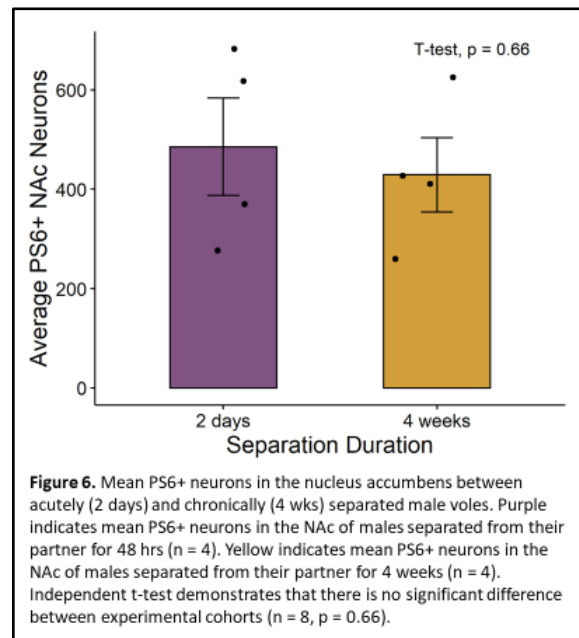 T-test, p = 0.66
Average PS6+ NAc Neurons
600
400
200
0
2 days
4 weeks
Separation Duration
Figure 6. Mean PS6+ neurons in the nucleus accumbens between
acutely (2 days) and chronically (4 wks) separated male voles. Purple
indicates mean PS6+ neurons in the NAc of males separated from their
partner for 48 hrs (n = 4). Yellow indicates mean PS6+ neurons in the
NAc of males separated from their partner for 4 weeks (n = 4).
Independent t-test demonstrates that there is no significant difference
between experimental cohorts (n = 8, p = 0.66).